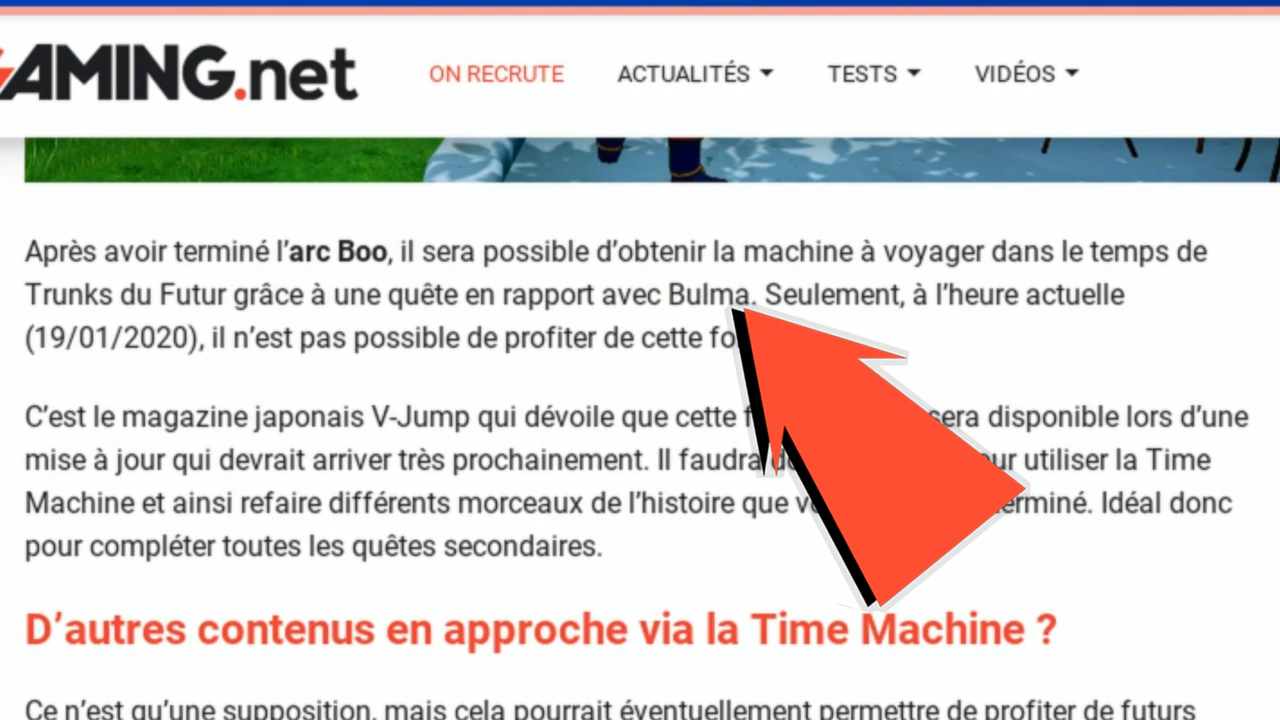 GAMING.net
ON RECRUTE ACTUALITÉS TESTS VIDÉOS
Après avoir terminé l’arc Boo, il sera possible d’obtenir la machine à voyager dans le temps de
Trunks du Futur grâce à une quête en rapport avec Bulma. Seulement, à l’heure actuelle
(19/01/2020), il n’est pas possible de profiter de cette
C’est le magazine japonais V-Jump qui dévoile que cette sera disponible lors d’une
mise à jour qui devrait arriver très prochainement. Il faudra utiliser la Time
Machine et ainsi refaire différents morceaux de l’histoire que Idéal donc
pour compléter toutes les quêtes secondaires.
D’autres contenus en approche via la Time Machine ?
Ce n’est qu’une supposition, mais cela pourrait éventuellement permettre de profiter de futurs